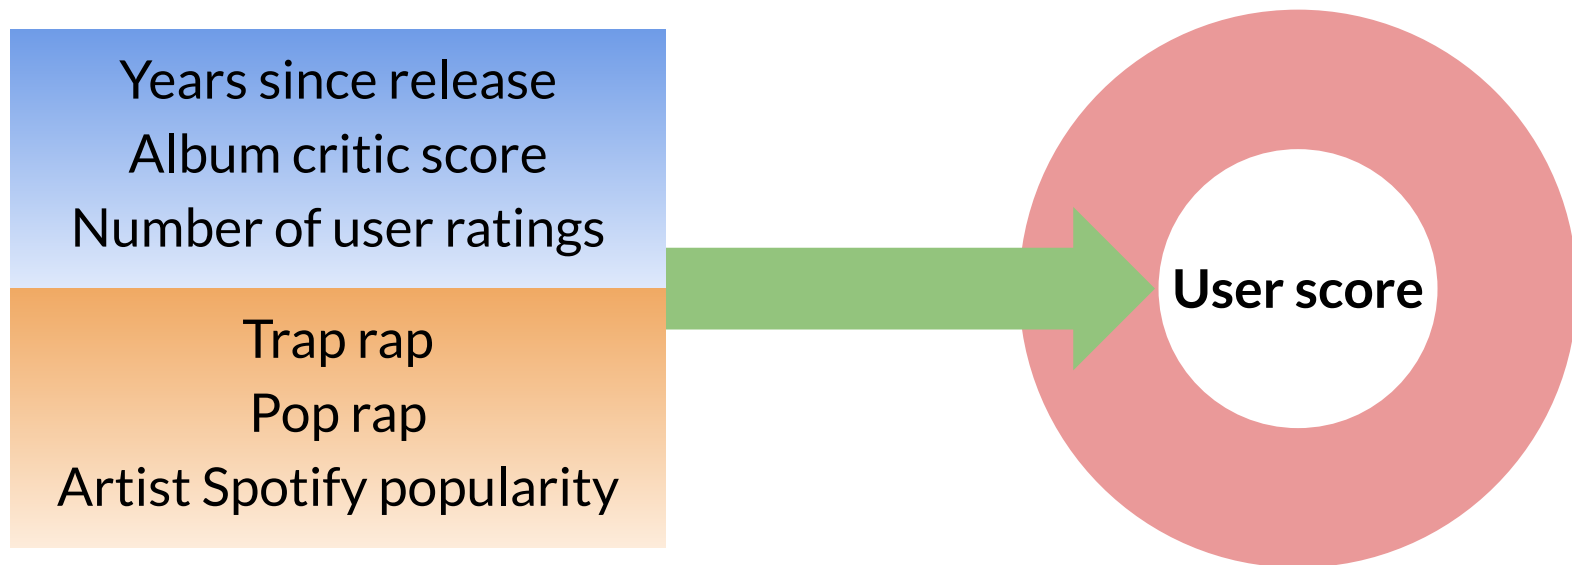 Years since release
Album critic score
Number of user ratings
Trap rap
Pop rap
Artist Spotify popularity
User score